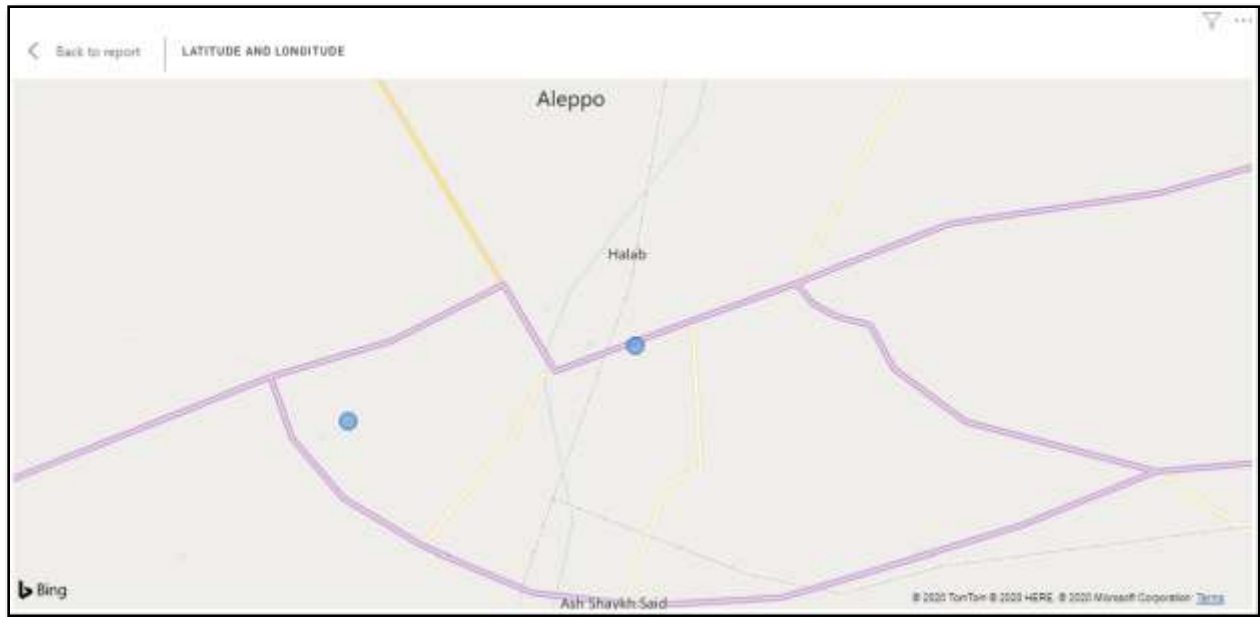 Back to report
LATITUDE AND LONGITUDE
Aleppo
Halab
Ash Shaykh Said
Bing
© 2020 TomTom © 2020 HERE, © 2020 Microsoft Corporation Terms